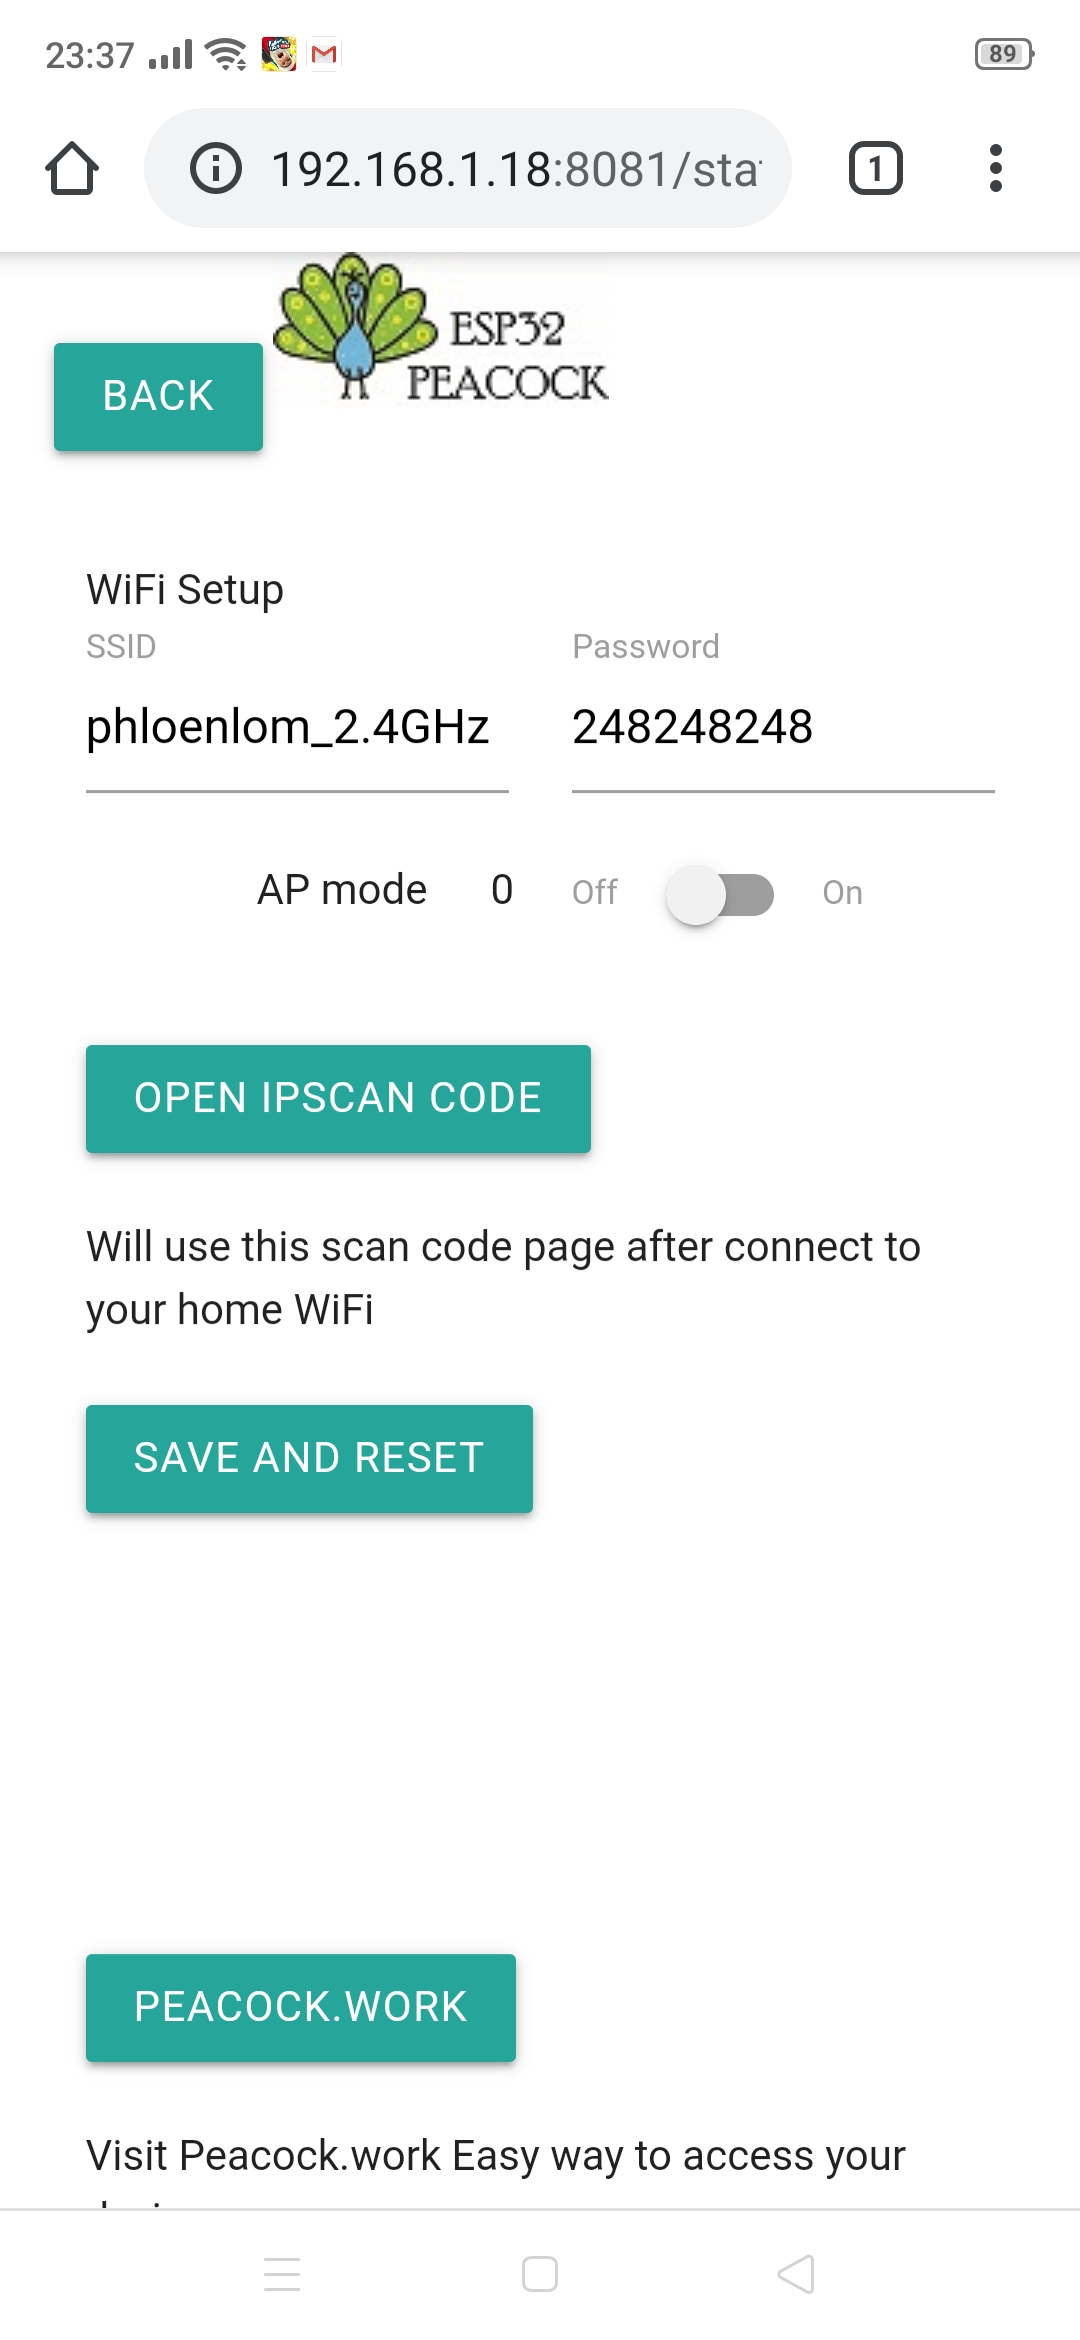 23:37
89
192.168.1.18:8081/sta
1
ESP32
PEACOCK
BACK
WiFi Setup
SSID Password
phloenlom_2.4GHz 248248248
AP mode 0 Off On
OPEN IPSCAN CODE
Will use this scan code page after connect to
your home WiFi
SAVE AND RESET
PEACOCK.WORK
Visit Peacock.work Easy way to access your